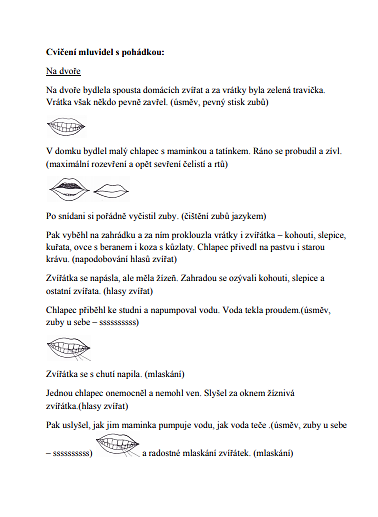 Cvičení mluvidel s pohádkou:
Na dvoře
Na dvoře bydlela spousta domácích zvířat a za vrátky byla zelená travička.
Vrátka však někdo pevně zavřel. (úsměv, pevný stisk zubů)
V domku bydlel malý chlapec s maminkou a tatínkem. Ráno se probudil a zívl.
(maximální rozevření a opět sevření čelistí a rtů)
Po snídani si pořádně vyčistil zuby. (čištění zubů jazykem)
Pak vyběhl na zahrádku a za ním proklouzla vrátky i zvířátka – kohouti, slepice,
kuřata, ovce s beranem i koza s kůzlaty. Chlapec přivedl na pastvu i starou
krávu. (napodobování hlasů zvířat)
Zvířátka se napásla, ale měla žízeň. Zahradou se ozývali kohouti, slepice a
ostatní zvířata. (hlasy zvířat)
Chlapec přiběhl ke studni a napumpoval vodu. Voda tekla proudem.(úsměv,
zuby u sebe – ssssssssss)
Zvířátka se s chutí napila. (mlaskání)
Jednou chlapec onemocněl a nemohl ven. Slyšel za oknem žíznivá
zvířátka.(hlasy zvířat)
Pak uslyšel, jak jim maminka pumpuje vodu, jak voda teče .(úsměv, zuby u sebe
– ssssssssss) a radostné mlaskání zvířátek. (mlaskání)